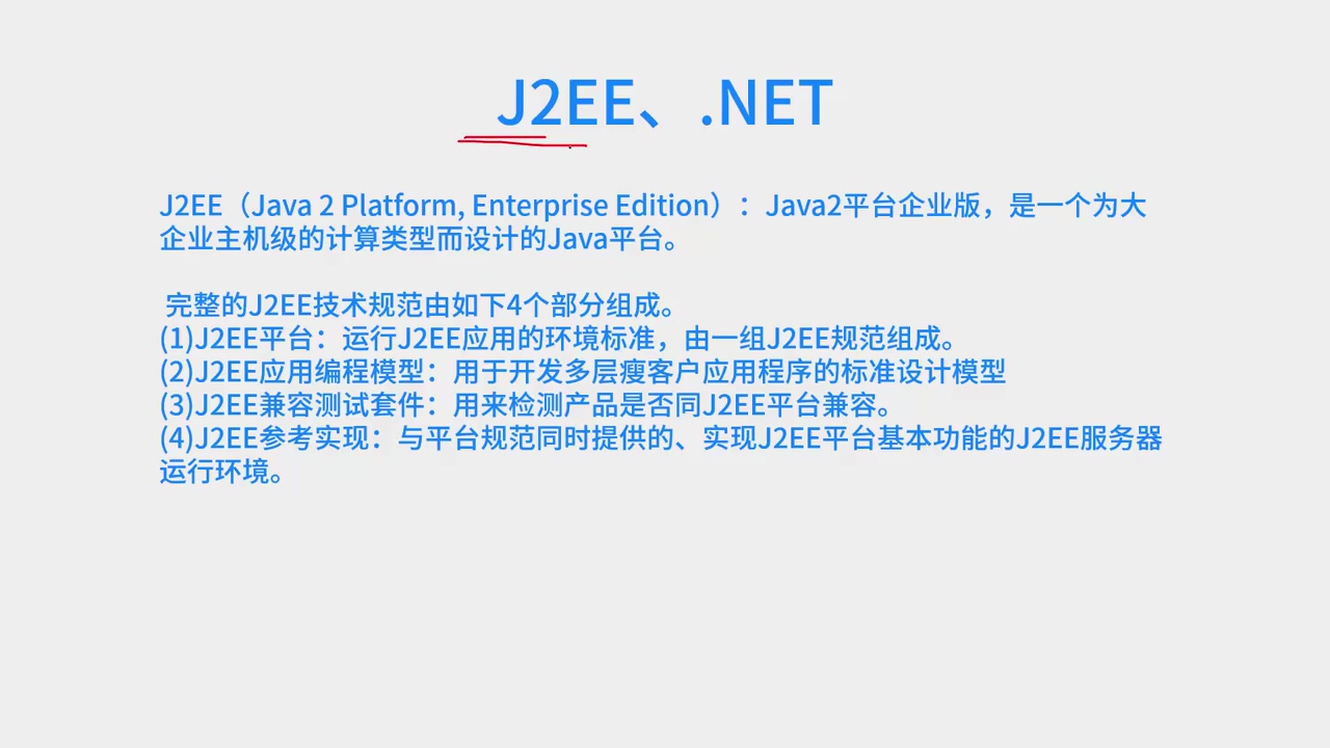 J2EE、.NET
J2EE（Java 2 Platform, Enterprise Edition）：Java2平台企业版，是一个为大
企业主机级的计算类型而设计的Java平台。
完整的J2EE技术规范由如下4个部分组成。
(1)J2EE平台：运行J2EE应用的环境标准，由一组J2EE规范组成。
(2)J2EE应用编程模型：用于开发多层瘦客户应用程序的标准设计模型
(3)J2EE兼容测试套件：用来检测产品是否同J2EE平台兼容。
(4)J2EE参考实现：与平台规范同时提供的、实现J2EE平台基本功能的J2EE服务器
运行环境。